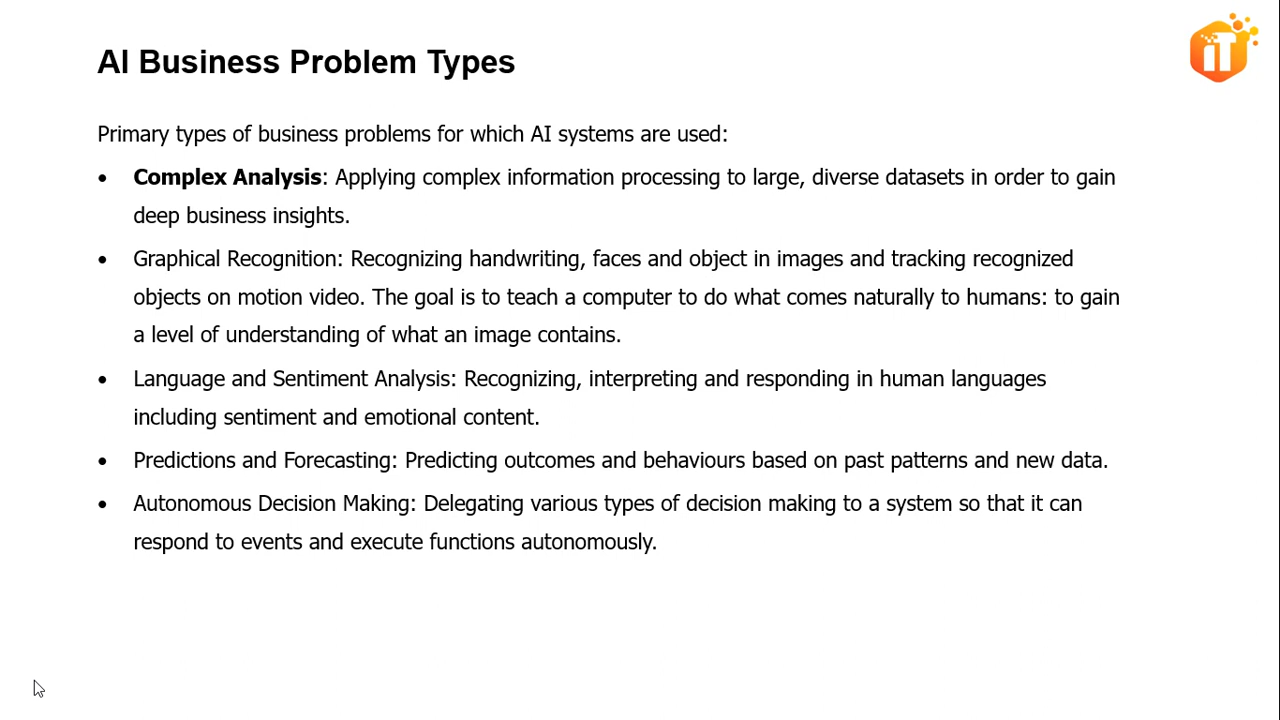 AI Business Problem Types
iT
Primary types of business problems for which AI systems are used:
• Complex Analysis: Applying complex information processing to large, diverse datasets in order to gain
deep business insights.
• Graphical Recognition: Recognizing handwriting, faces and object in images and tracking recognized
objects on motion video. The goal is to teach a computer to do what comes naturally to humans: to gain
a level of understanding of what an image contains.
• Language and Sentiment Analysis: Recognizing, interpreting and responding in human languages
including sentiment and emotional content.
• Predictions and Forecasting: Predicting outcomes and behaviours based on past patterns and new data.
• Autonomous Decision Making: Delegating various types of decision making to a system so that it can
respond to events and execute functions autonomously.